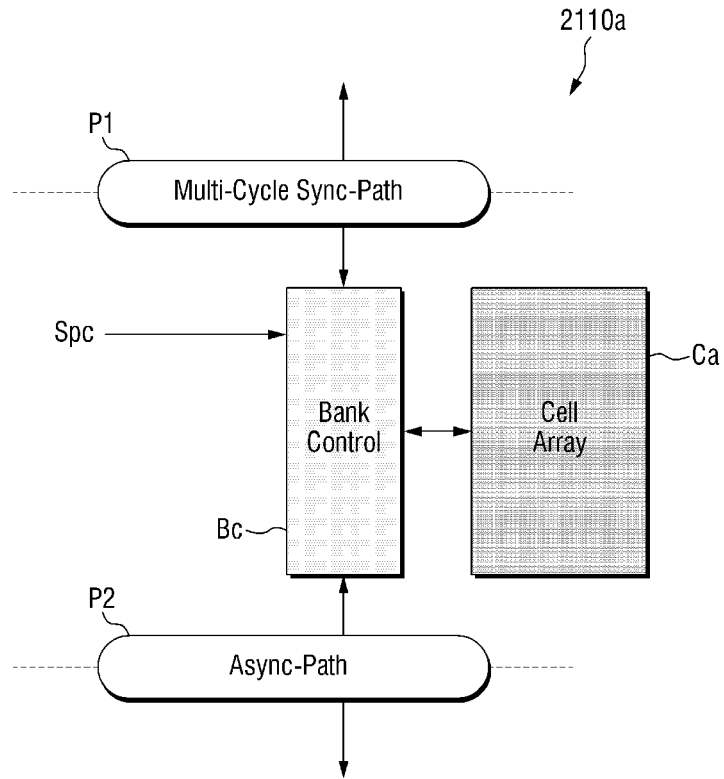 2110a
P1
Multi-Cycle Sync-Path
Spc
Ca
Bank
Control
Cell
Array
Bc
P2
Async-Path